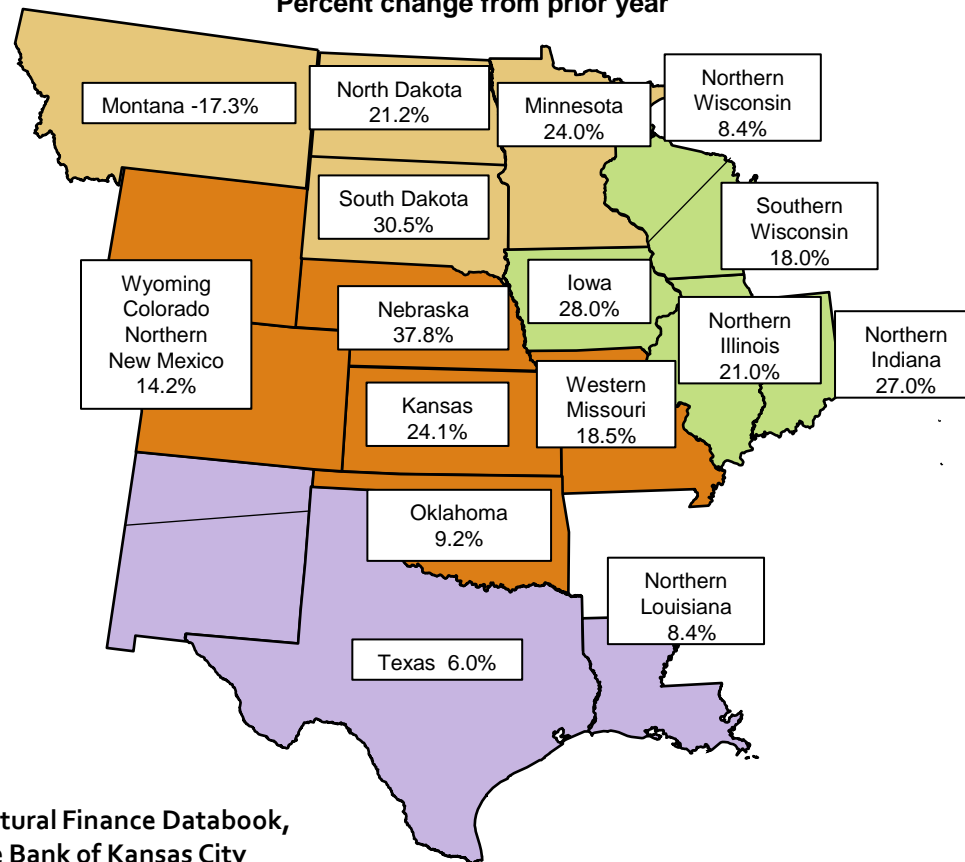 Percent change from prior year
Montana -17.3%
North Dakota
21.2%
Minnesota
24.0%
Northern
Wisconsin
8.4%
South Dakota
30.5%
Southern
Wisconsin
18.0%
Wyoming
Colorado
Northern
New Mexico
14.2%
Nebraska
37.8%
Iowa
28.0%
Northern
Illinois
21.0%
Northern
Indiana
27.0%
Kansas
24.1%
Western
Missouri
18.5%
Oklahoma
9.2%
Northern
Louisiana
8.4%
Texas 6.0%
Finance Databook,
Bank of Kansas City